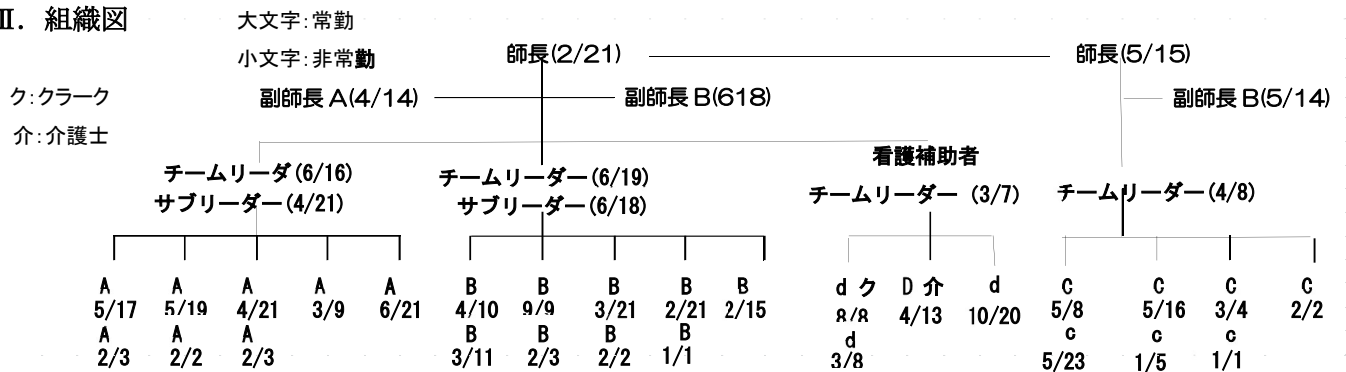 Ⅱ. 組織図
大文字:常勤
小文字:非常勤
ク:クラーク
介:介護士
師長(2/21) 師長(5/15)
副師長A(4/14) 副師長B(618) 副師長B(5/14)
看護補助者
チームリーダ(6/16) チームリーダー(6/19) チームリーダー (3/7) チームリーダー(4/8)
サブリーダー(4/21) サブリーダー(6/18)
A A A A A B B B B B d ク D 介 d C C C C
5/17 5/19 4/21 3/9 6/21 4/10 9/9 3/21 2/21 2/15 8/8 4/13 10/20 5/8 5/16 3/4 2/2
A A A B B B B d c c c
2/3 2/2 2/3 3/11 2/3 2/2 1/1 3/8 5/23 1/5 1/1